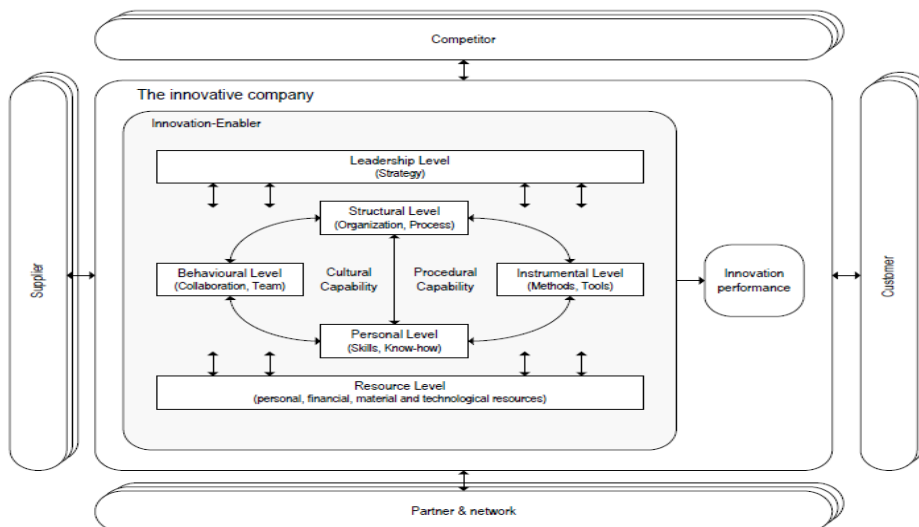 Competitor
The innovative company
Innovation-Enabler
Leadership Level
(Strategy)
Structural Level
(Organization, Process)
Behavioural Level
(Collaboration, Team)
Cultural
Capability
Procedural
Capability
Instrumental Level
(Methods, Tools)
Personal Level
(Skills, Know-how)
Resource Level
(personal, financial, material and technological resources)
Innovation
performance
Supplier
Customer
Partner & network